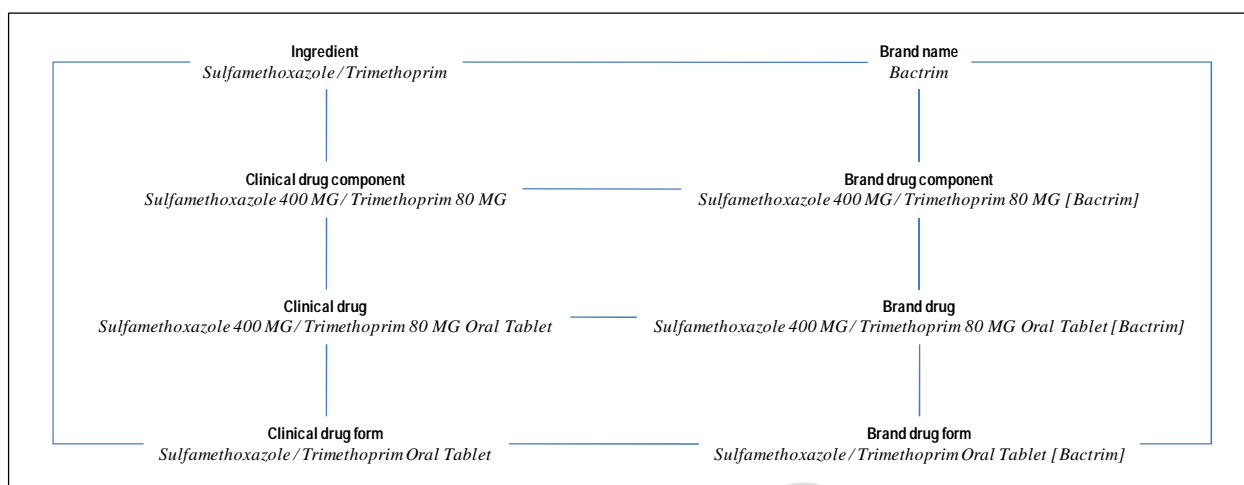 Ingredient
Sulfamethoxazole / Trimethoprim
Brand name
Bactrim
Clinical drug component
Sulfamethoxazole 400 MG / Trimethoprim 80 MG
Brand drug component
Sulfamethoxazole 400 MG / Trimethoprim 80 MG [Bactrim]
Clinical drug
Sulfamethoxazole 400 MG / Trimethoprim 80 MG Oral Tablet
Brand drug
Sulfamethoxazole 400 MG / Trimethoprim 80 MG Oral Tablet [Bactrim]
Clinical drug form
Sulfamethoxazole / Trimethoprim Oral Tablet
Brand drug form
Sulfamethoxazole / Trimethoprim Oral Tablet [Bactrim]